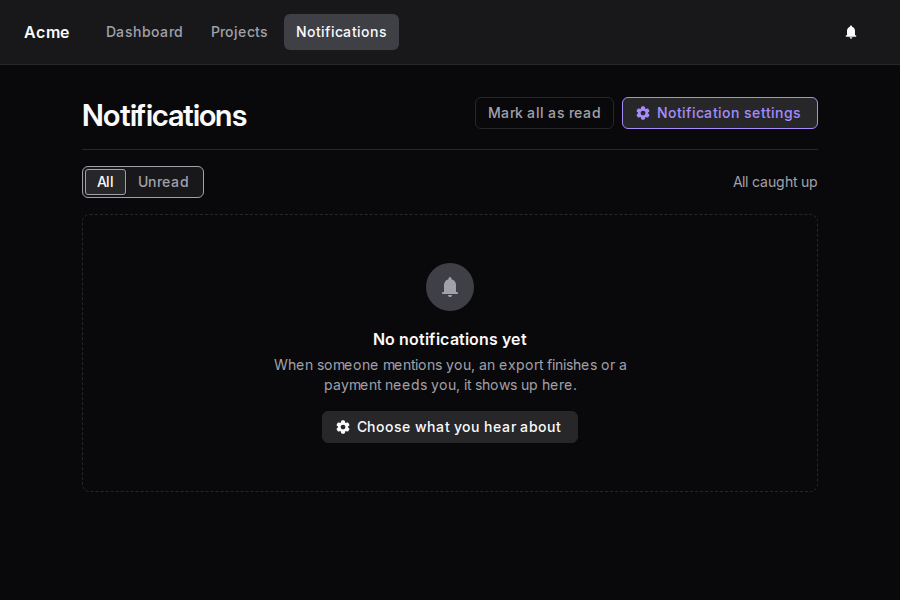 Acme Dashboard Projects Notifications
Notifications
Mark all as read
Notification settings
All Unread
All caught up
No notifications yet
When someone mentions you, an export finishes or a
payment needs you, it shows up here.
Choose what you hear about